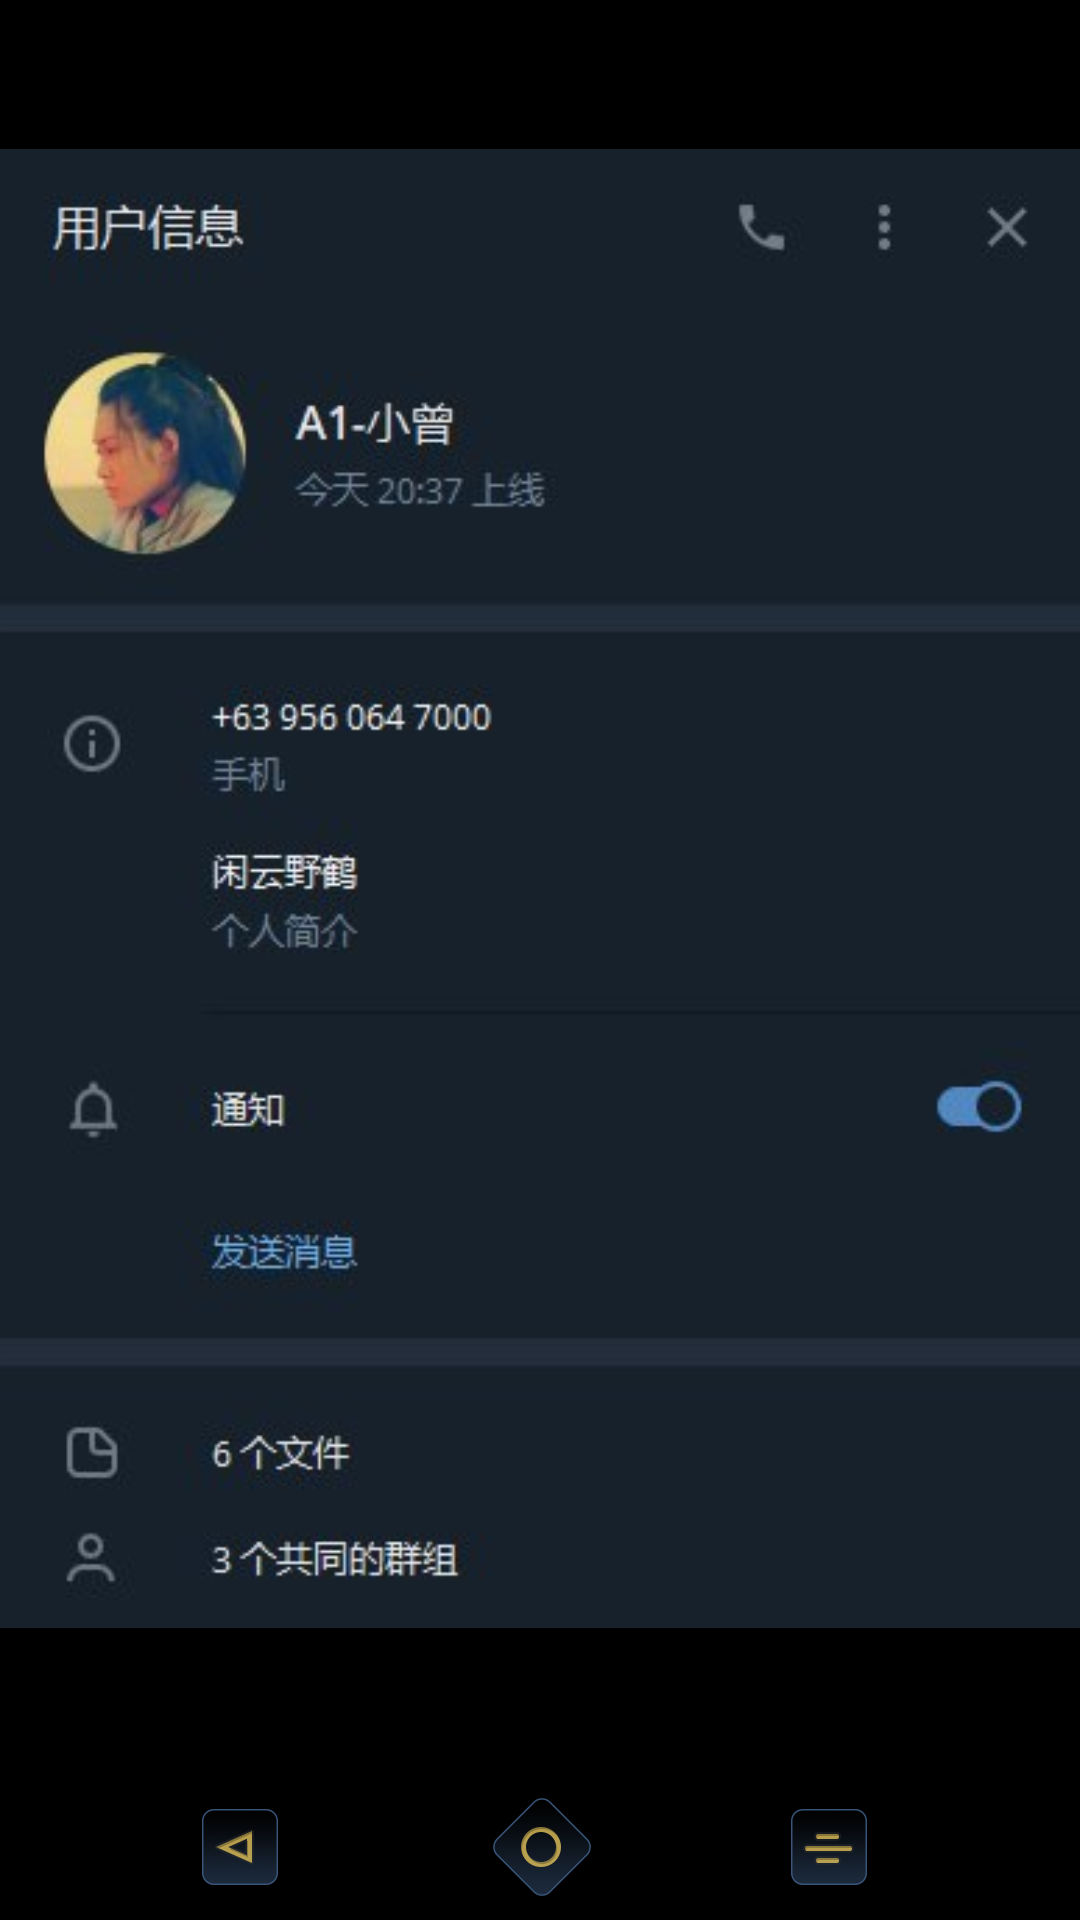 用户信息
A1-小曾
今天 20:37 上线
+63 956 064 7000
手机
闲云野鹤
个人简介
通知
发送消息
6 个文件
3 个共同的群组